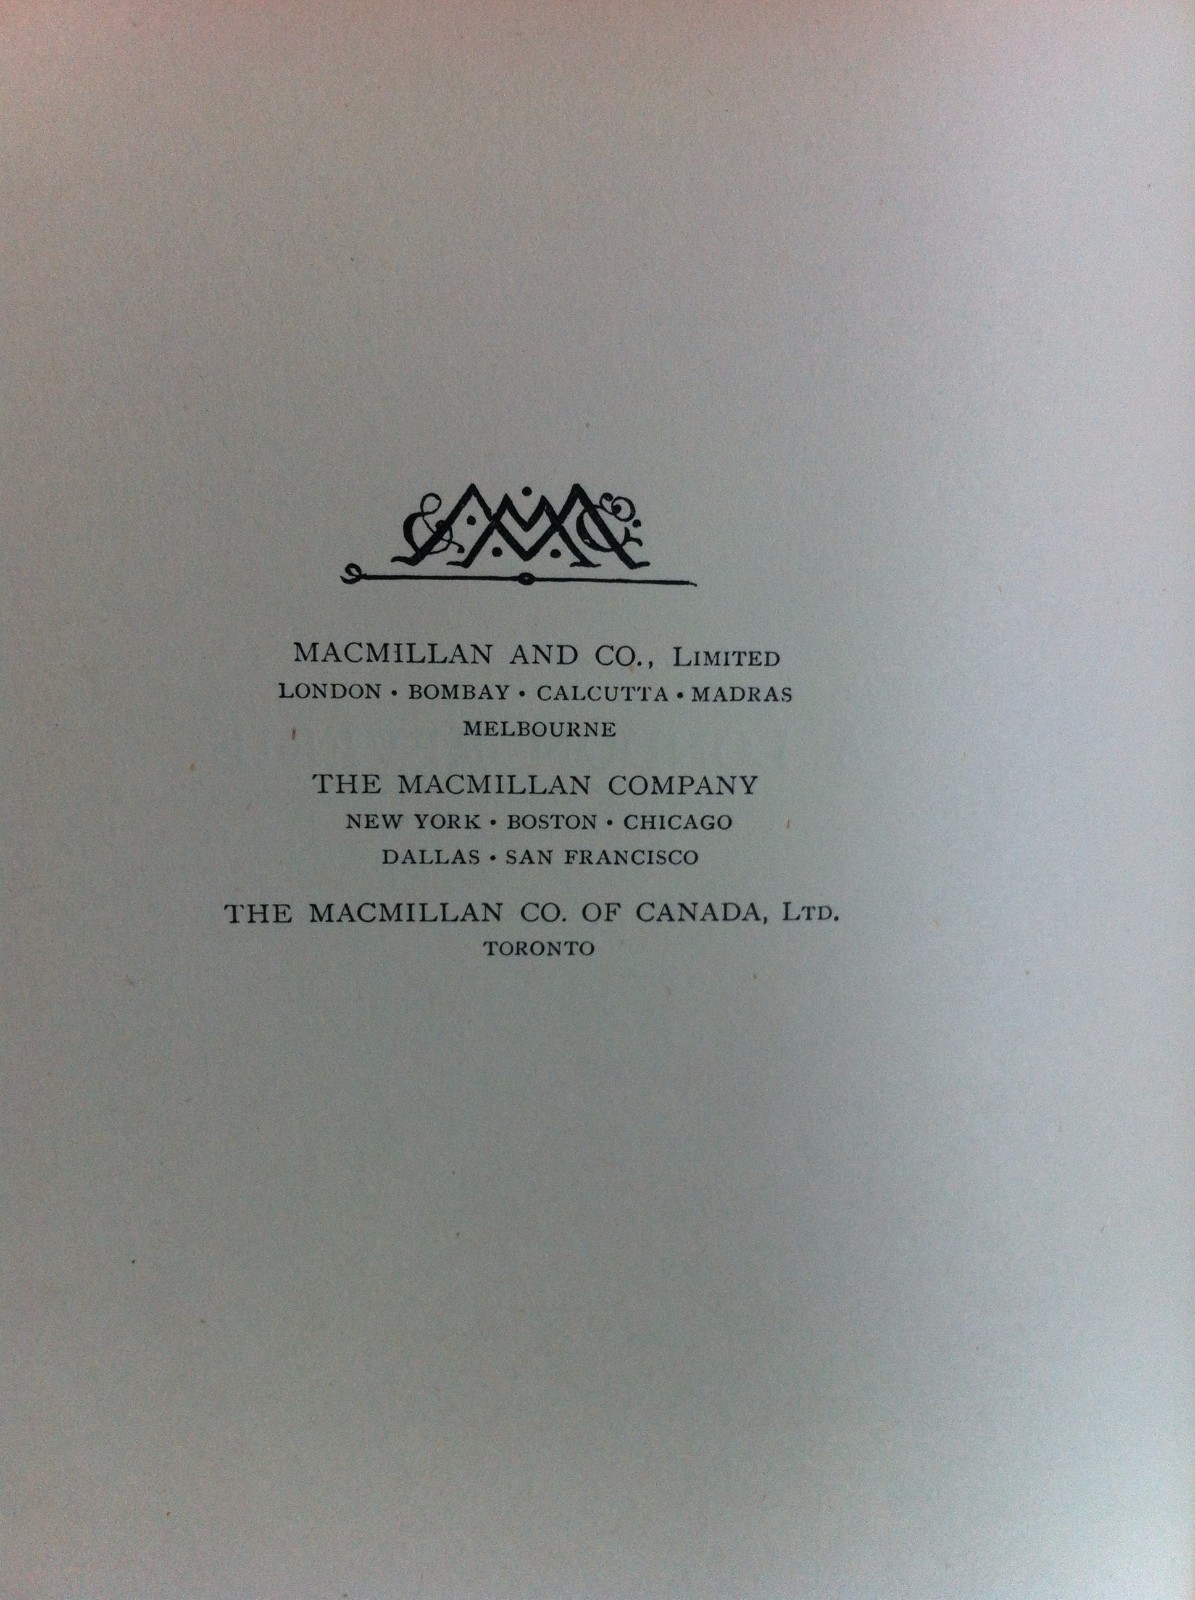 MACMILLAN AND CO., LIMITED
LONDON • BOMBAY • CALCUTTA • MADRAS
MELBOURNE
THE MACMILLAN COMPANY
NEW YORK • BOSTON • CHICAGO
DALLAS • SAN FRANCISCO
THE MACMILLAN CO. OF CANADA, LTD.
TORONTO